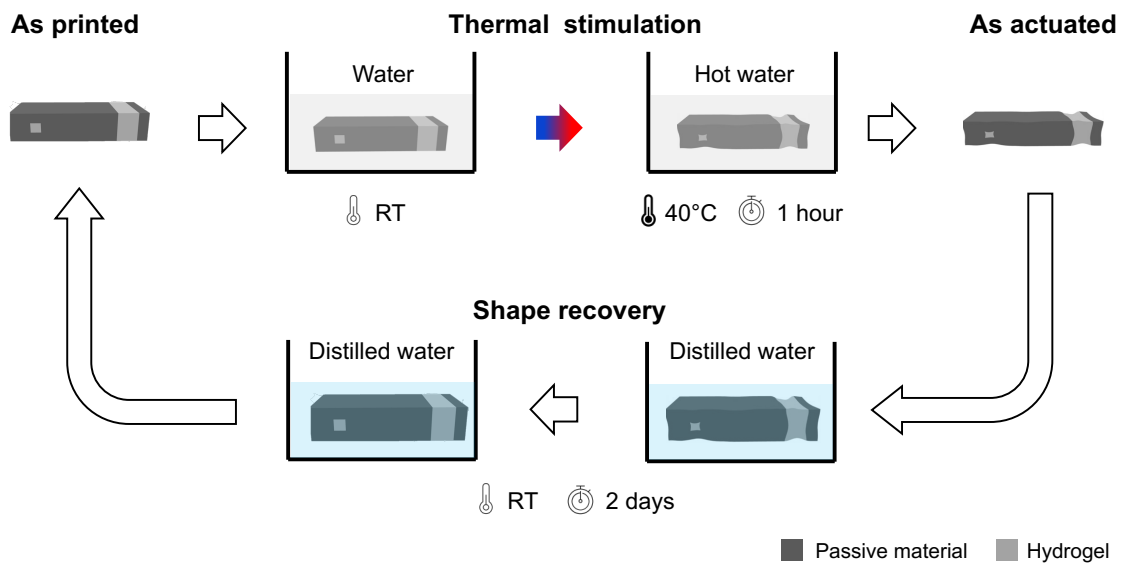 As printed
Thermal stimulation
As actuated
Water
Hot water
RT
40°C
1 hour
Shape recovery
Distilled water
Distilled water
RT
2 days
Passive material
Hydrogel